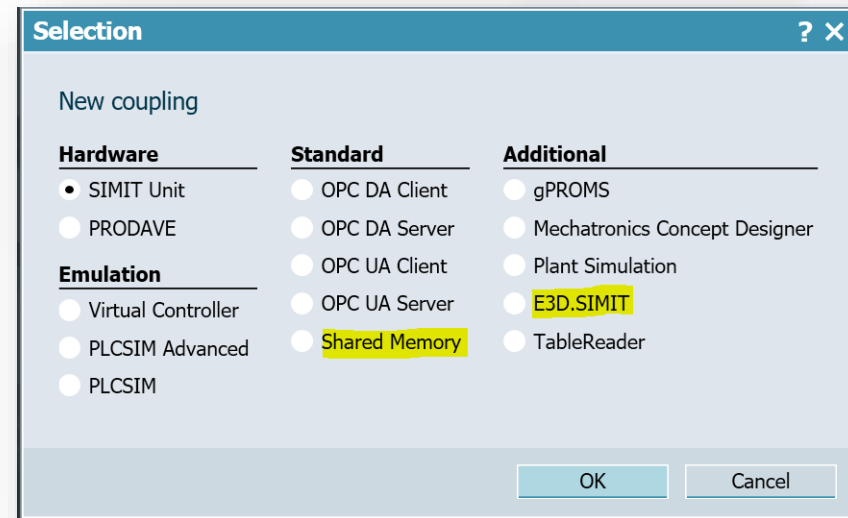 Selection
? ×
New coupling
Hardware
SIMIT Unit
PRODAVE
Emulation
Virtual Controller
PLCSIM Advanced
PLCSIM
Standard
OPC DA Client
OPC DA Server
OPC UA Client
OPC UA Server
Shared Memory
Additional
gPROMS
Mechatronics Concept Designer
Plant Simulation
E3D.SIMIT
TableReader
OK
Cancel